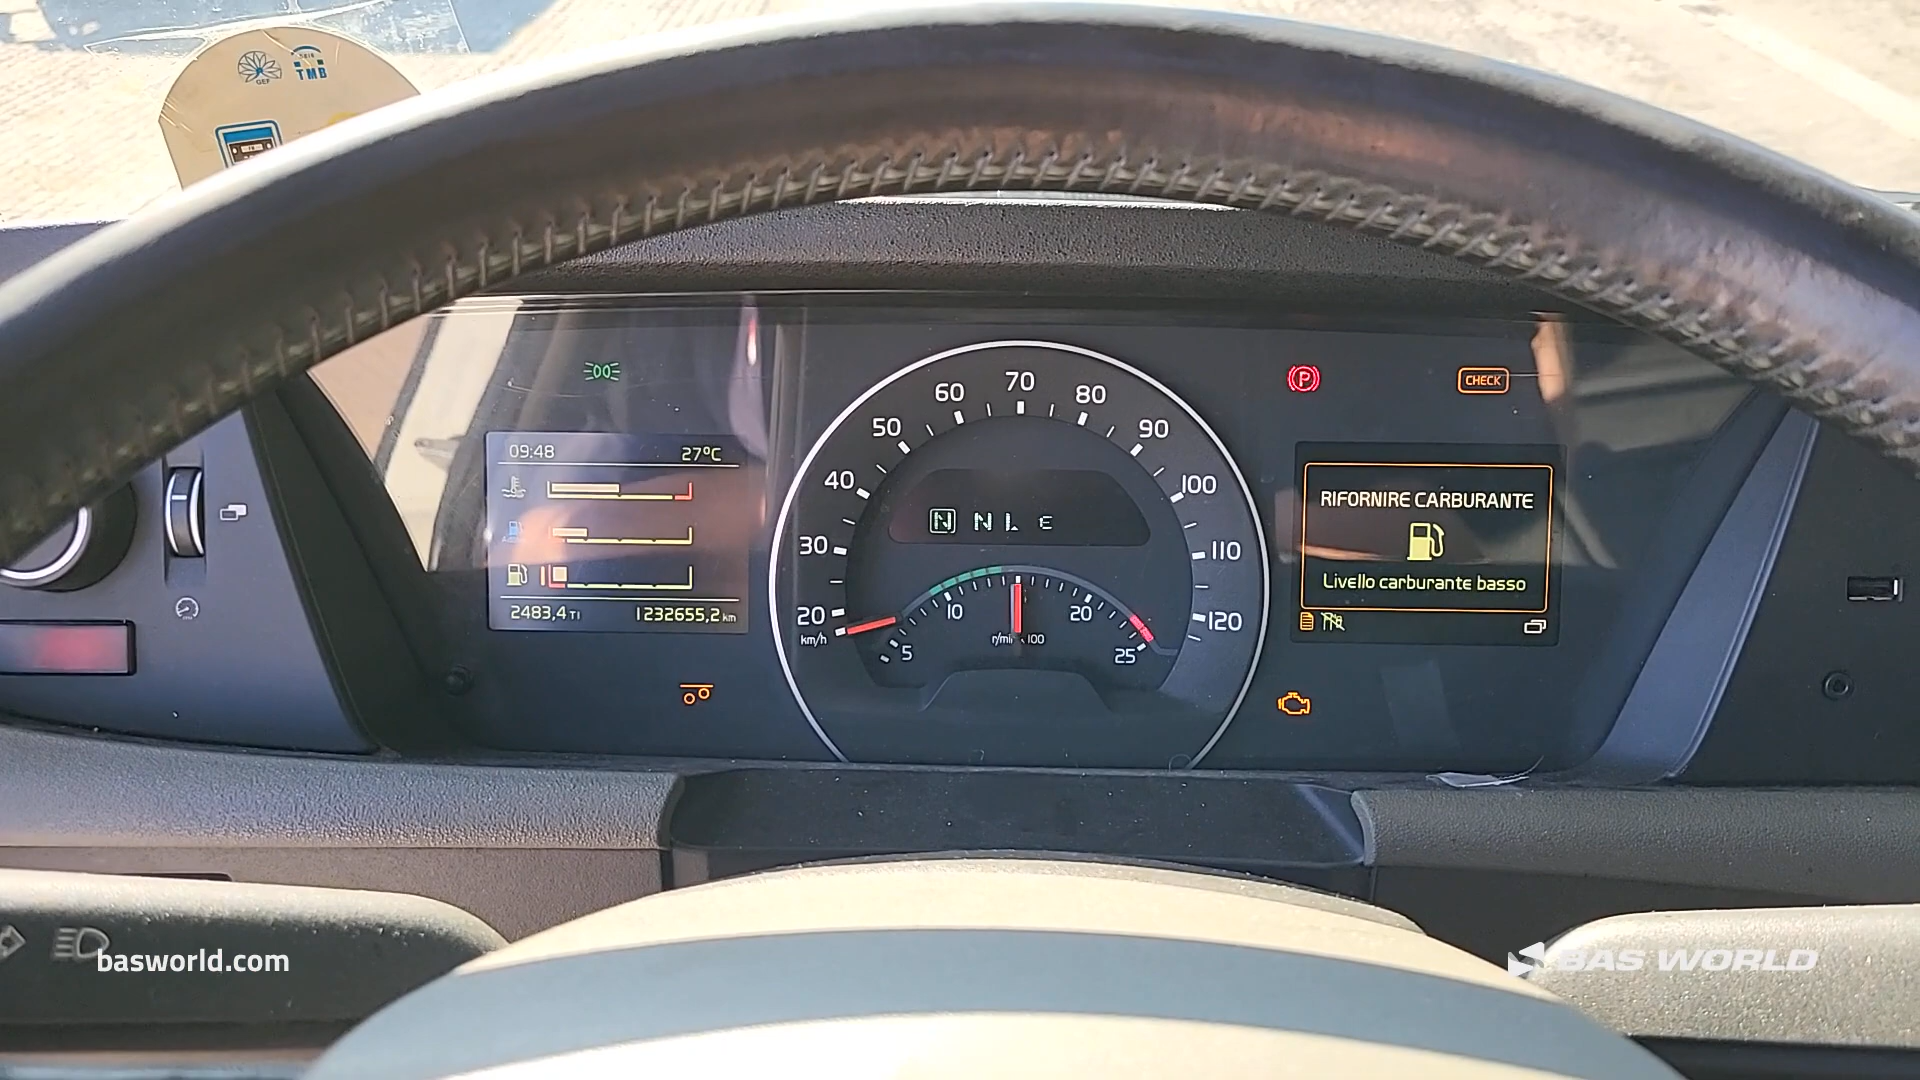 GEF
TMB
09:48
27°C
2483,4 TI
1232655,2 km
20
30
40
50
60
70
80
90
100
110
120
km/h
N N L E
5
10
20
25
r/min x100
P
CHECK
RIFORNIRE CARBURANTE
Livello carburante basso
basworld.com
BAS WORLD